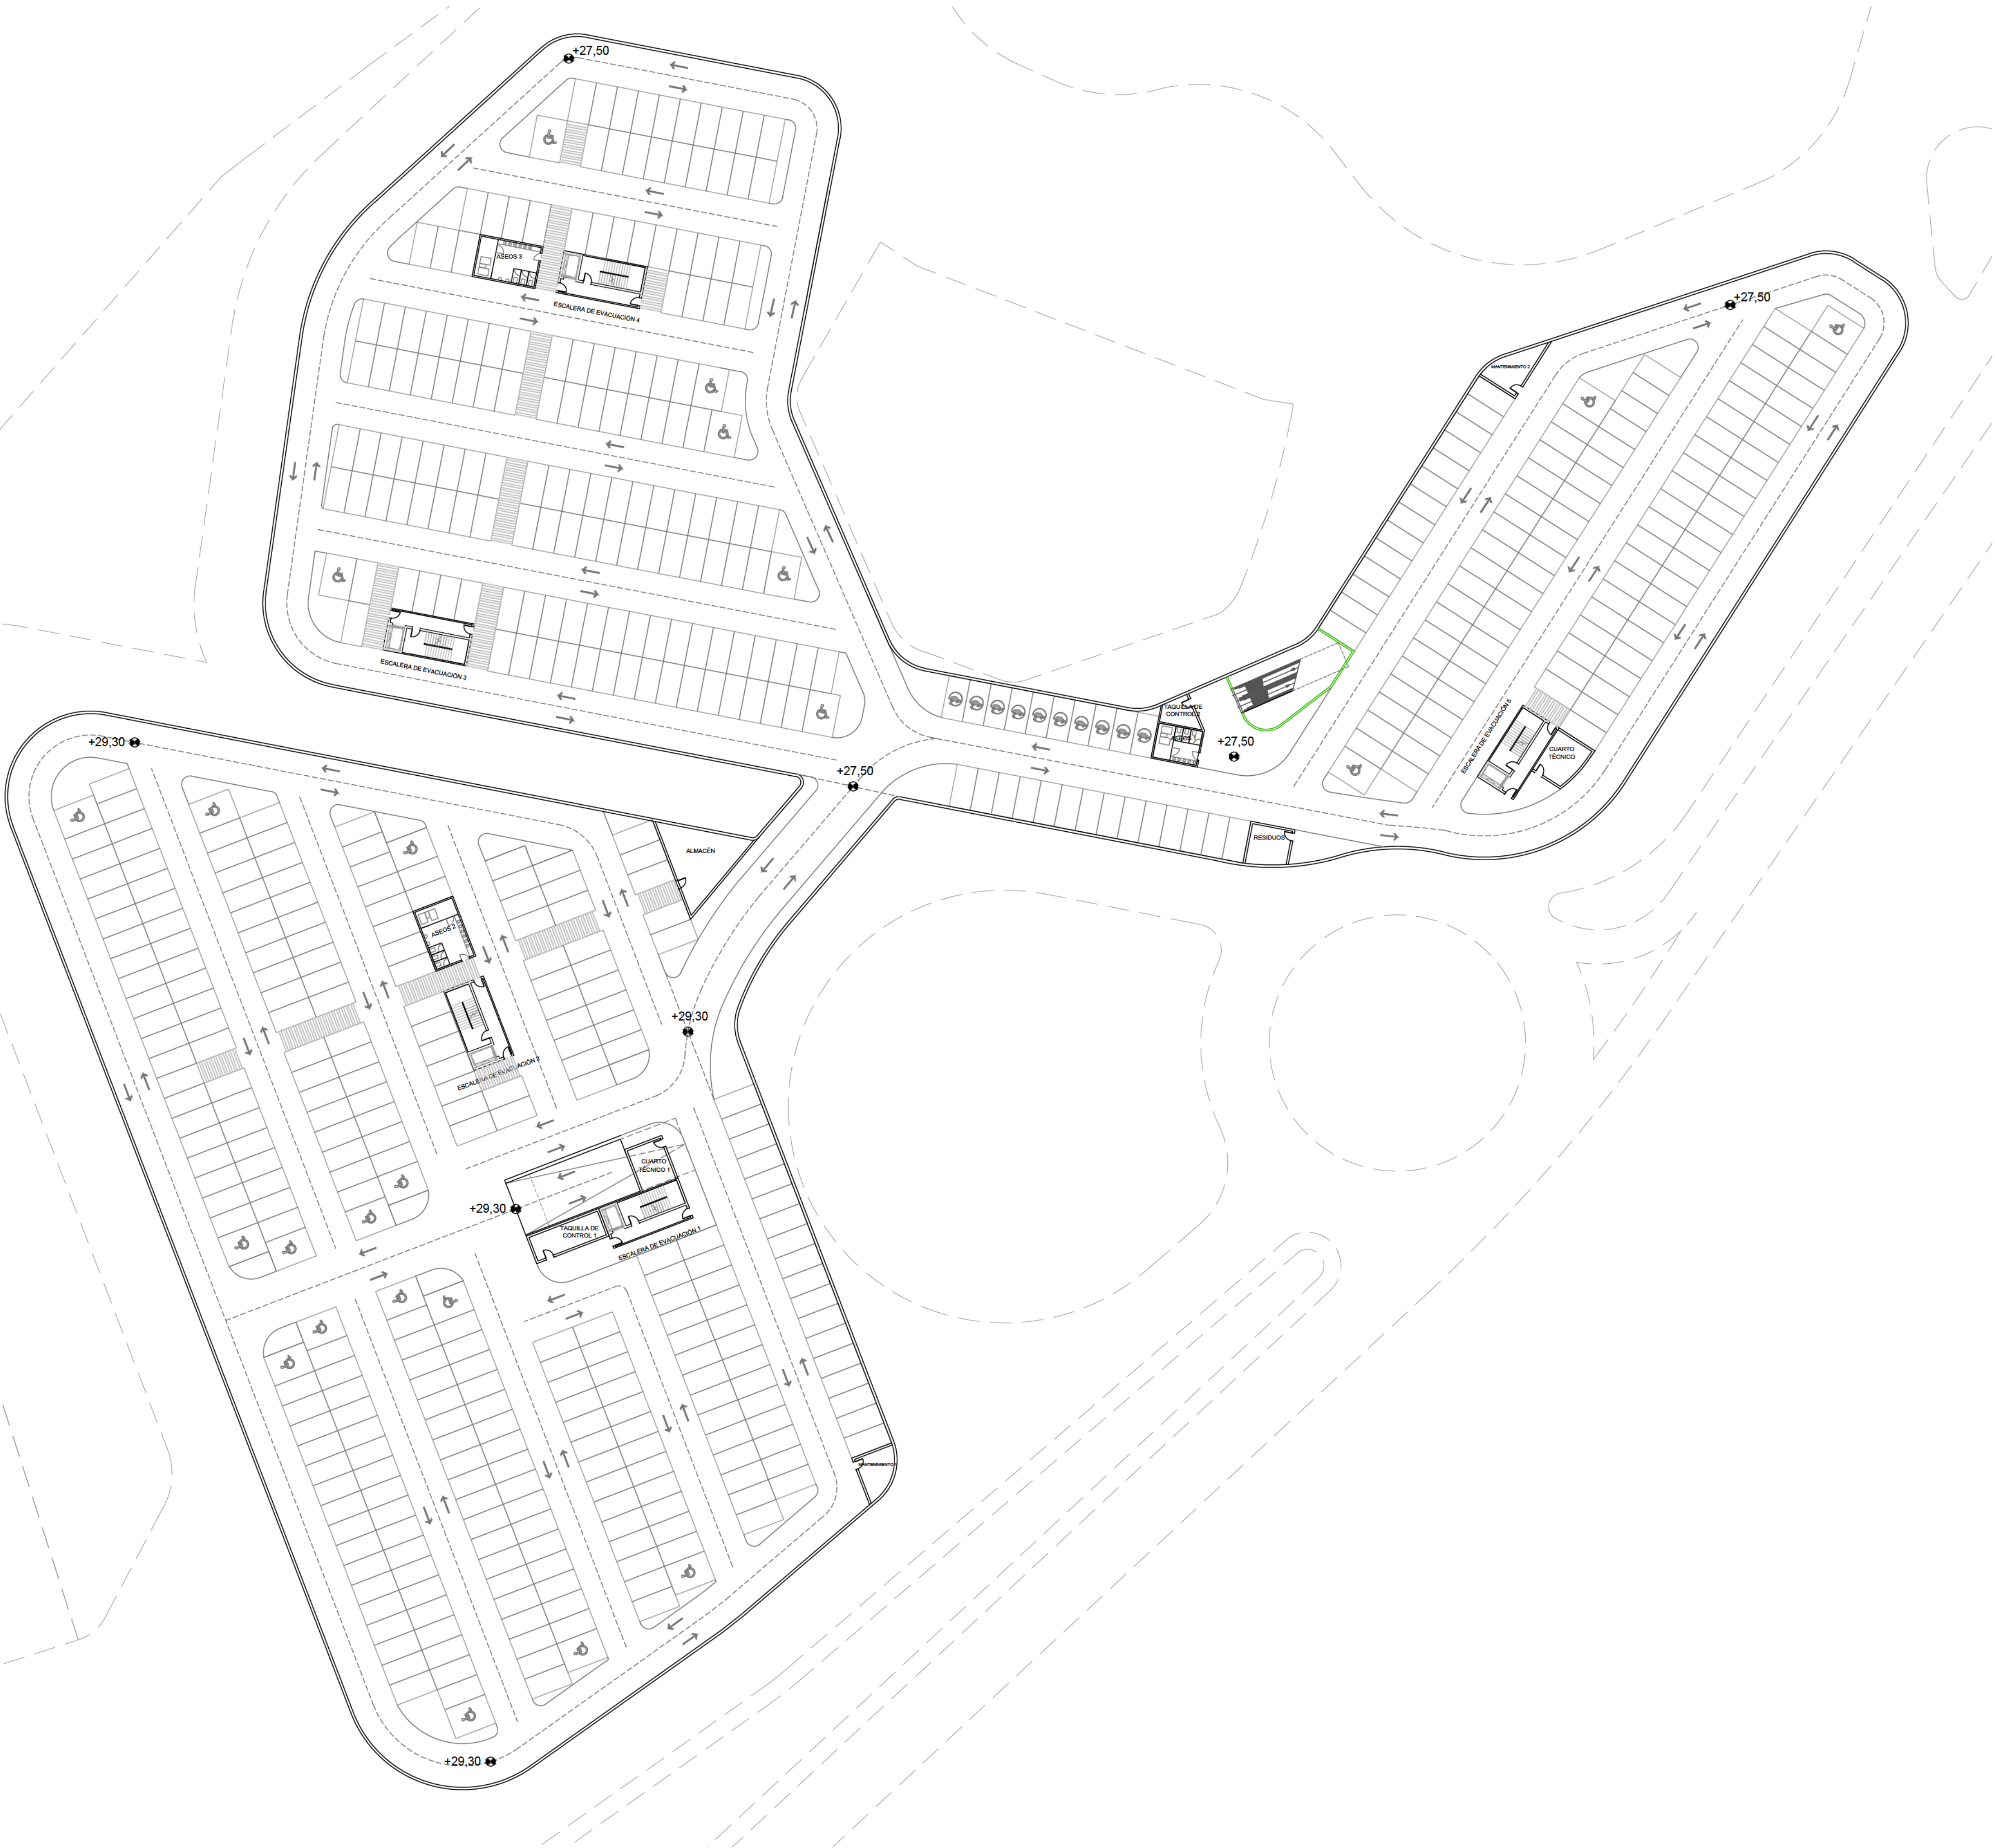 +27,50
ASEOS 3
ESCALERA DE EVACUACIÓN 4
+27,50
MANTENIMIENTO 2
ESCALERA DE EVACUACIÓN 3
TAQUILLA DE
CONTROL 2
+27,50
ESCALERA DE EVACUACIÓN 5
CUARTO
TÉCNICO
+29,30
+27,50
RESIDUOS
ALMACÉN
ASEOS 2
+29,30
ESCALERA DE EVACUACIÓN 2
CUARTO
TÉCNICO 1
+29,30
TAQUILLA DE
CONTROL 1
ESCALERA DE EVACUACIÓN 1
MANTENIMIENTO
+29,30